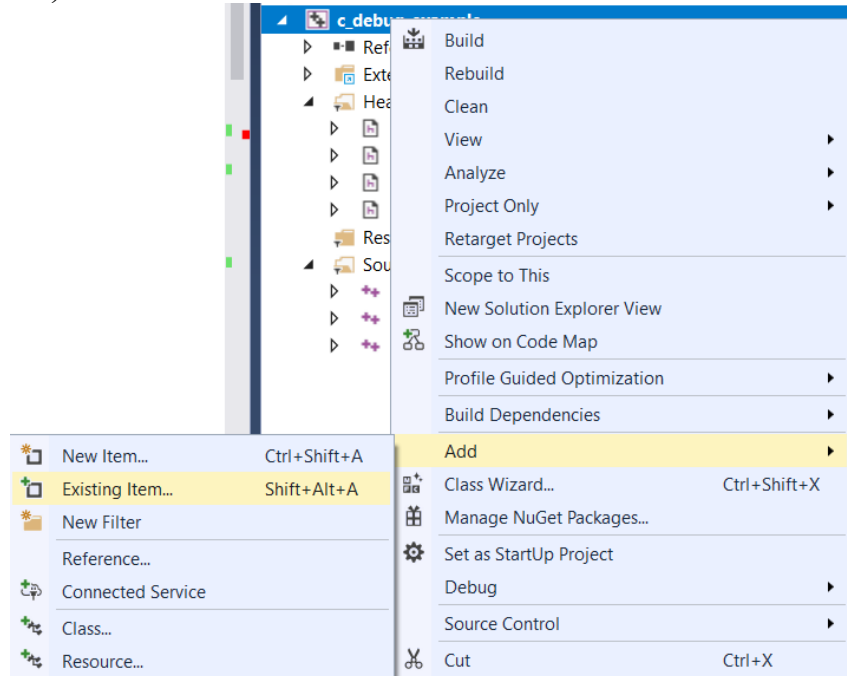 c_debug_example
Ref
Exte
Hea
Res
Sou
Build
Rebuild
Clean
View
Analyze
Project Only
Retarget Projects
Scope to This
New Solution Explorer View
Show on Code Map
Profile Guided Optimization
Build Dependencies
Add
Class Wizard... Ctrl+Shift+X
Manage NuGet Packages...
Set as StartUp Project
Debug
Source Control
Cut Ctrl+X
New Item... Ctrl+Shift+A
Existing Item... Shift+Alt+A
New Filter
Reference...
Connected Service
Class...
Resource...